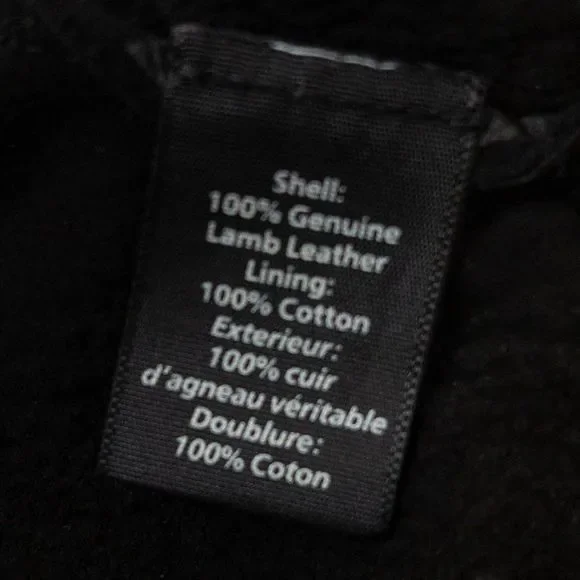 Shell:
100% Genuine
Lamb Leather
Lining:
100% Cotton
Exterieur:
100% cuir
d'agneau véritable
Doublure:
100% Coton